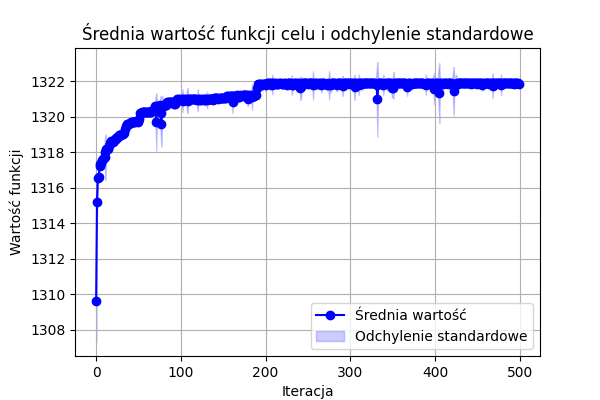 Średnia wartość funkcji celu i odchylenie standardowe
Wartość funkcji
1322
1320
1318
1316
1314
1312
1310
1308
0 100 200 300 400 500
Iteracja
Średnia wartość
Odchylenie standardowe